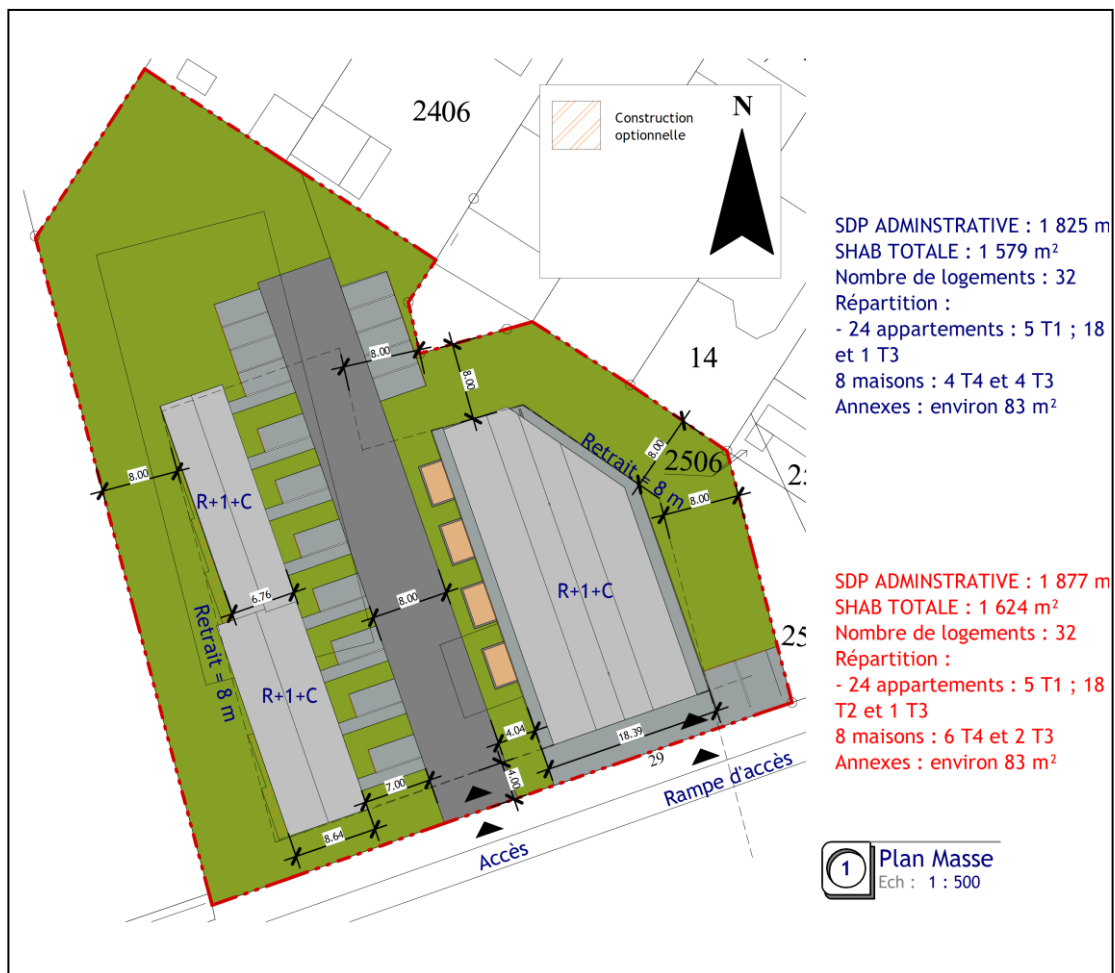 2406
Construction
optionnelle
N
SDP ADMINSTRATIVE : 1 825 m
SHAB TOTALE : 1 579 m²
Nombre de logements : 32
Répartition :
- 24 appartements : 5 T1 ; 18
et 1 T3
8 maisons : 4 T4 et 4 T3
Annexes : environ 83 m²
14
8.00
8.00
8.00
Retrait = 8 m
2506
8.00
8.00
R+1+C
6.76
8.00
R+1+C
Retrait = 8 m
R+1+C
SDP ADMINSTRATIVE : 1 877 m
SHAB TOTALE : 1 624 m²
Nombre de logements : 32
Répartition :
- 24 appartements : 5 T1 ; 18
T2 et 1 T3
8 maisons : 6 T4 et 2 T3
Annexes : environ 83 m²
25
4.04
18.39
29
7.00
4.00
Rampe d'accès
8.64
Accès
1
Plan Masse
Ech : 1 : 500